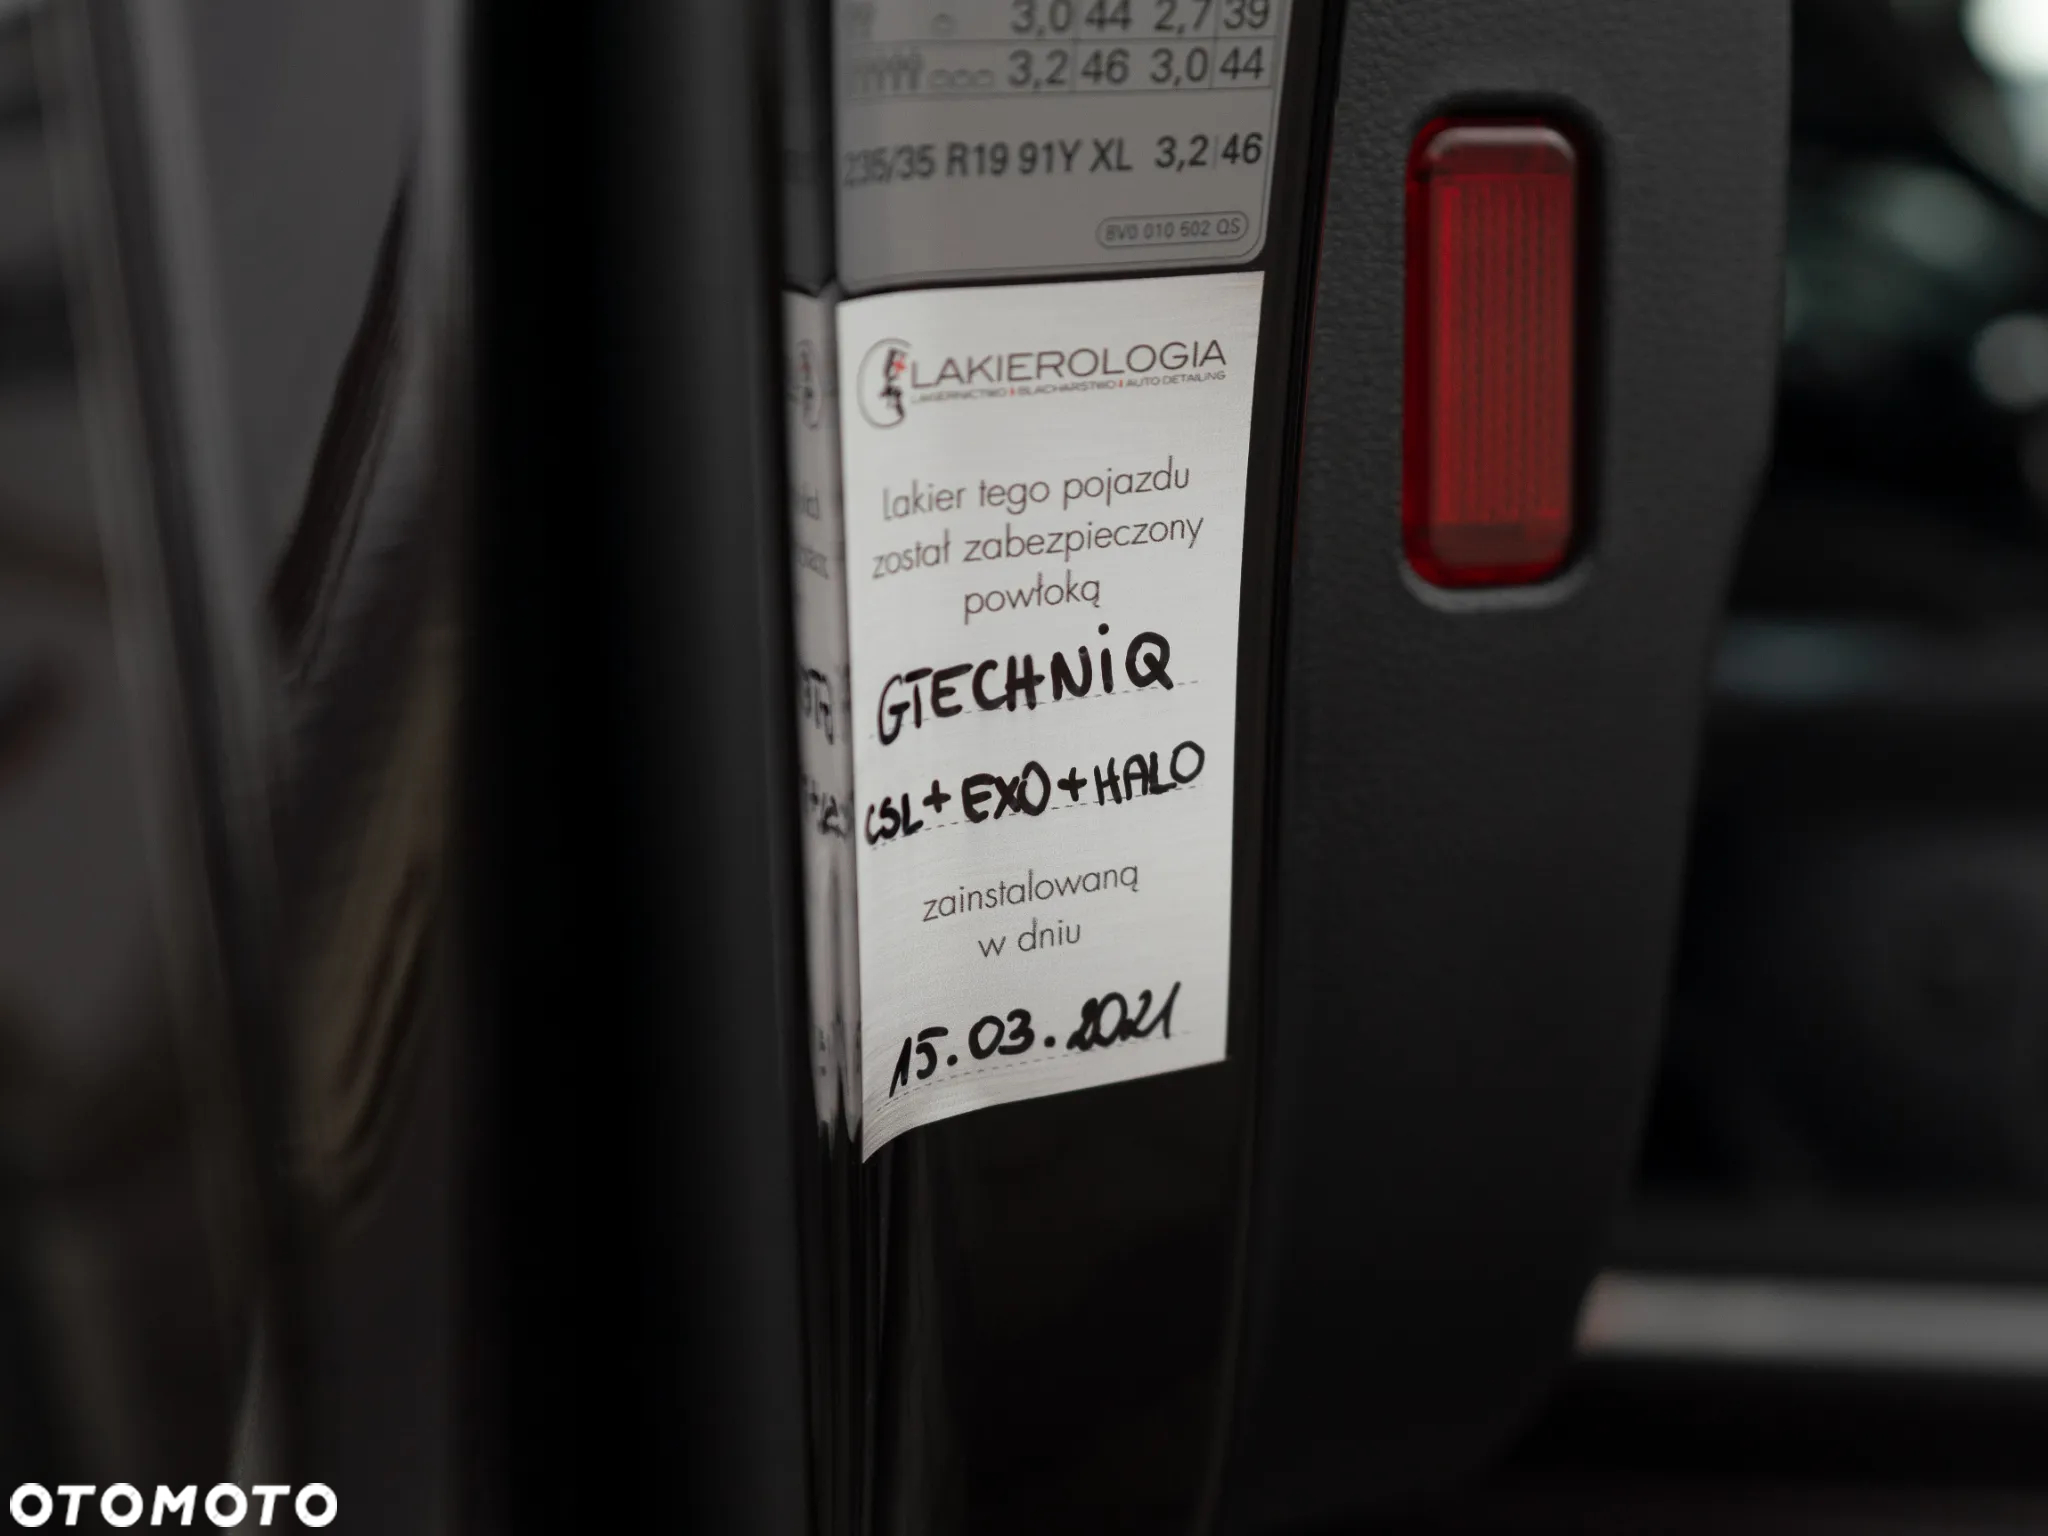 3,0 44 2,7 39
3,2 46 3,0 44
235/35 R19 91Y XL 3,2 46
8V0 010 502 QS
LAKIEROLOGIA
LAKIERNICTWO BLACHARSTWO AUTO DETAILING
Lakier tego pojazdu
został zabezpieczony
powłoką
GTECHNiQ
CSL+EXO+HALO
zainstalowaną
w dniu
15.03.2021
OTOMOTO